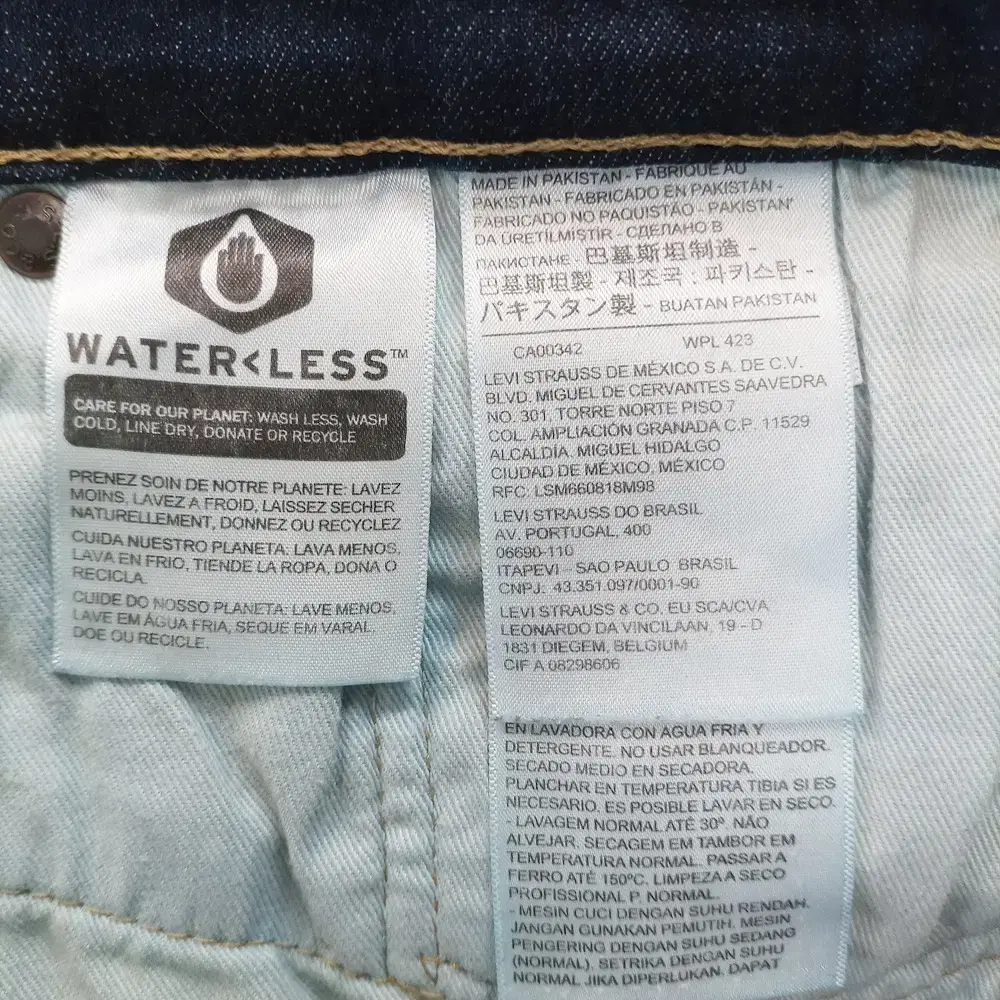 WATER<LESS™
CARE FOR OUR PLANET: WASH LESS, WASH
COLD, LINE DRY, DONATE OR RECYCLE
PRENEZ SOIN DE NOTRE PLANETE: LAVEZ
MOINS, LAVEZ A FROID, LAISSEZ SECHER
NATURELLEMENT, DONNEZ OU RECYCLEZ
CUIDA NUESTRO PLANETA: LAVA MENOS,
LAVA EN FRIO, TIENDE LA ROPA, DONA O
RECICLA.
CUIDE DO NOSSO PLANETA: LAVE MENOS,
LAVE EM ÁGUA FRIA, SEQUE EM VARAL,
DOE OU RECICLE.
MADE IN PAKISTAN - FABRIQUÉ AU
PAKISTAN - FABRICADO EN PAKISTÁN -
FABRICADO NO PAQUISTÃO - PAKISTAN'
DA ÜRETİLMİSTİR - СДЕЛАНО В
ПАКИСТАНЕ - 巴基斯坦制造 -
巴基斯坦製 - 제조국 : 파키스탄 -
パキスタン製 - BUATAN PAKISTAN
CA00342 WPL 423
LEVI STRAUSS DE MÉXICO S.A. DE C.V.
BLVD. MIGUEL DE CERVANTES SAAVEDRA
NO. 301, TORRE NORTE PISO 7
COL. AMPLIACIÓN GRANADA C.P. 11529
ALCALDÍA. MIGUEL HIDALGO
CIUDAD DE MÉXICO, MÉXICO
RFC: LSM660818M98
LEVI STRAUSS DO BRASIL
AV. PORTUGAL, 400
06690-110
ITAPEVI - SAO PAULO BRASIL
CNPJ: 43.351.097/0001-90
LEVI STRAUSS & CO. EU SCA/CVA
LEONARDO DA VINCILAAN, 19 - D
1831 DIEGEM, BELGIUM
CIF A 08298606
EN LAVADORA CON AGUA FRIA Y
DETERGENTE. NO USAR BLANQUEADOR.
SECADO MEDIO EN SECADORA.
PLANCHAR EN TEMPERATURA TIBIA SI ES
NECESARIO. ES POSIBLE LAVAR EN SECO.
- LAVAGEM NORMAL ATÉ 30º. NÃO
ALVEJAR. SECAGEM EM TAMBOR EM
TEMPERATURA NORMAL. PASSAR A
FERRO ATÉ 150ºC. LIMPEZA A SECO
PROFISSIONAL P. NORMAL.
- MESIN CUCI DENGAN SUHU RENDAH.
JANGAN GUNAKAN PEMUTIH. MESIN
PENGERING DENGAN SUHU SEDANG
(NORMAL). SETRIKA DENGAN SUHU
NORMAL JIKA DIPERLUKAN. DAPAT